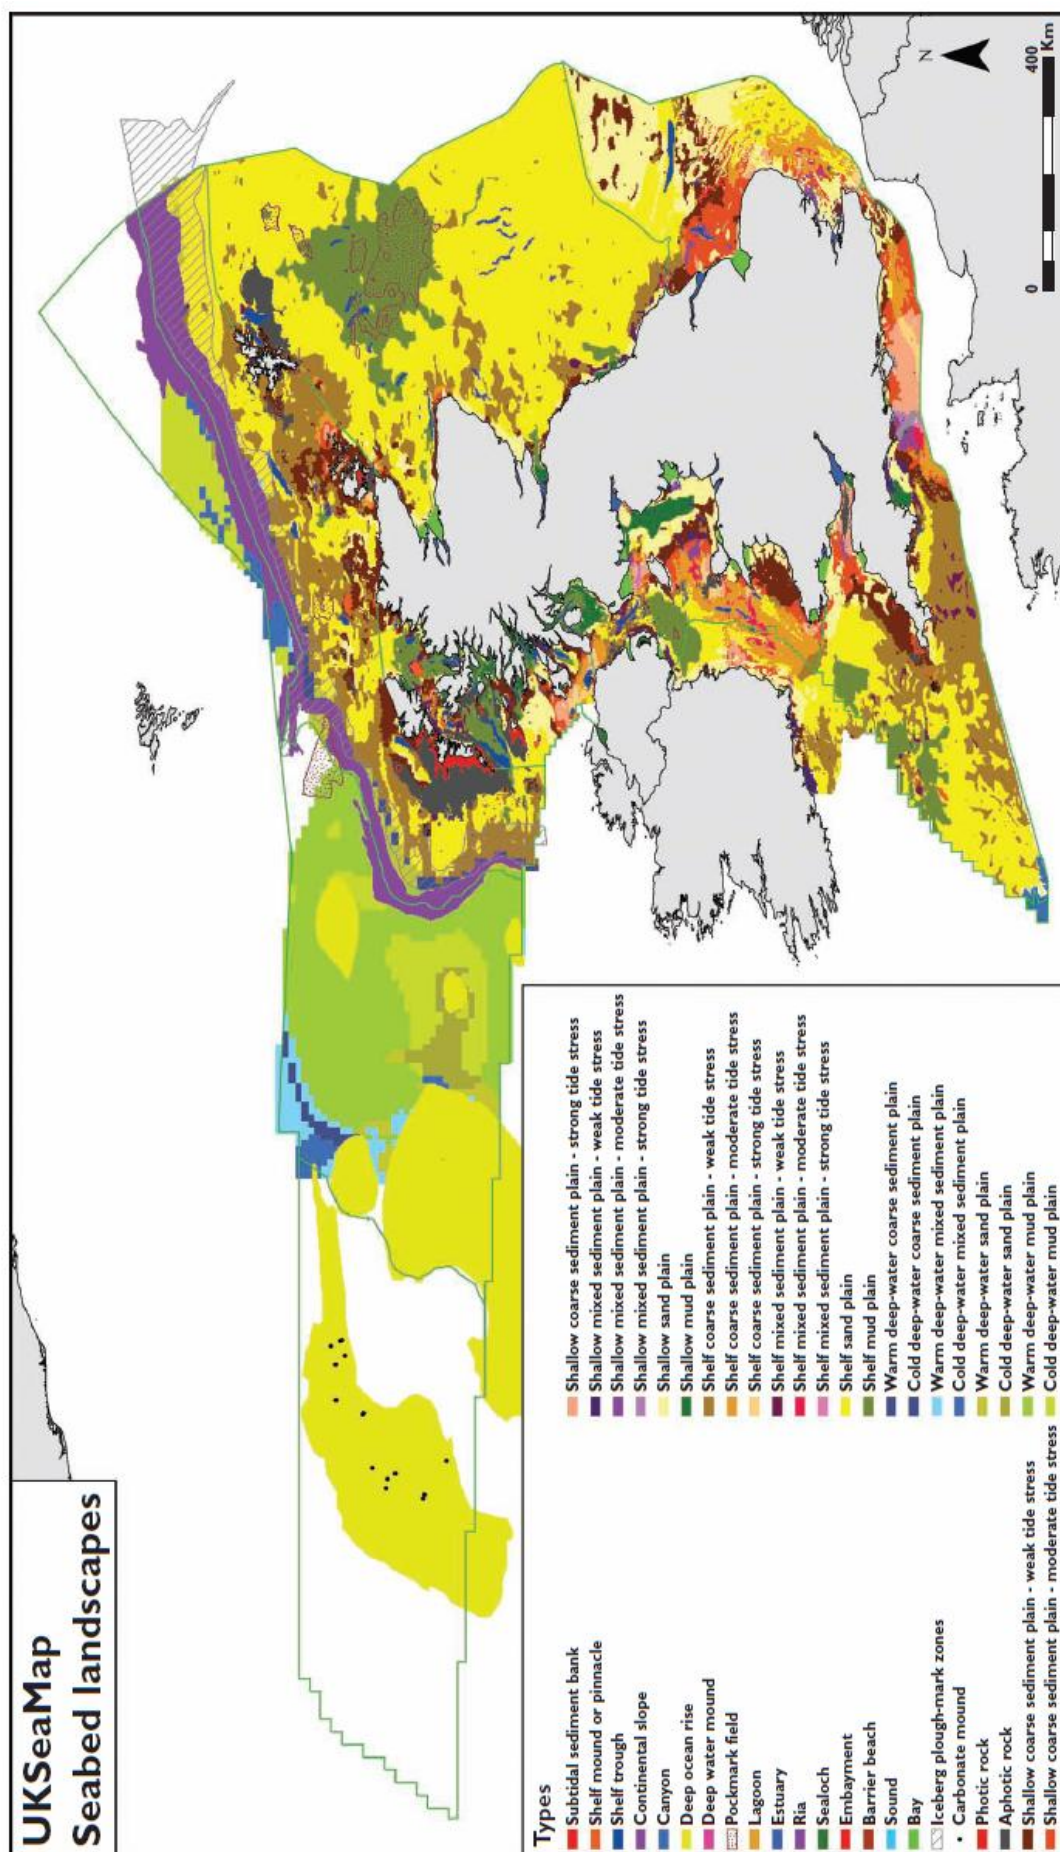 UKSeaMap
Seabed landscapes
N
0
400
Km
Types
Subtidal sediment bank
Shelf mound or pinnacle
Shelf trough
Continental slope
Canyon
Deep ocean rise
Deep water mound
Pockmark field
Lagoon
Estuary
Ria
Sealoch
Embayment
Barrier beach
Sound
Bay
Iceberg plough-mark zones
Carbonate mound
Photic rock
Aphotic rock
Shallow coarse sediment plain - weak tide stress
Shallow coarse sediment plain - moderate tide stress
Shallow coarse sediment plain - strong tide stress
Shallow mixed sediment plain - weak tide stress
Shallow mixed sediment plain - moderate tide stress
Shallow mixed sediment plain - strong tide stress
Shallow sand plain
Shallow mud plain
Shelf coarse sediment plain - weak tide stress
Shelf coarse sediment plain - moderate tide stress
Shelf coarse sediment plain - strong tide stress
Shelf mixed sediment plain - weak tide stress
Shelf mixed sediment plain - moderate tide stress
Shelf mixed sediment plain - strong tide stress
Shelf sand plain
Shelf mud plain
Warm deep-water coarse sediment plain
Cold deep-water coarse sediment plain
Warm deep-water mixed sediment plain
Cold deep-water mixed sediment plain
Warm deep-water sand plain
Cold deep-water sand plain
Warm deep-water mud plain
Cold deep-water mud plain